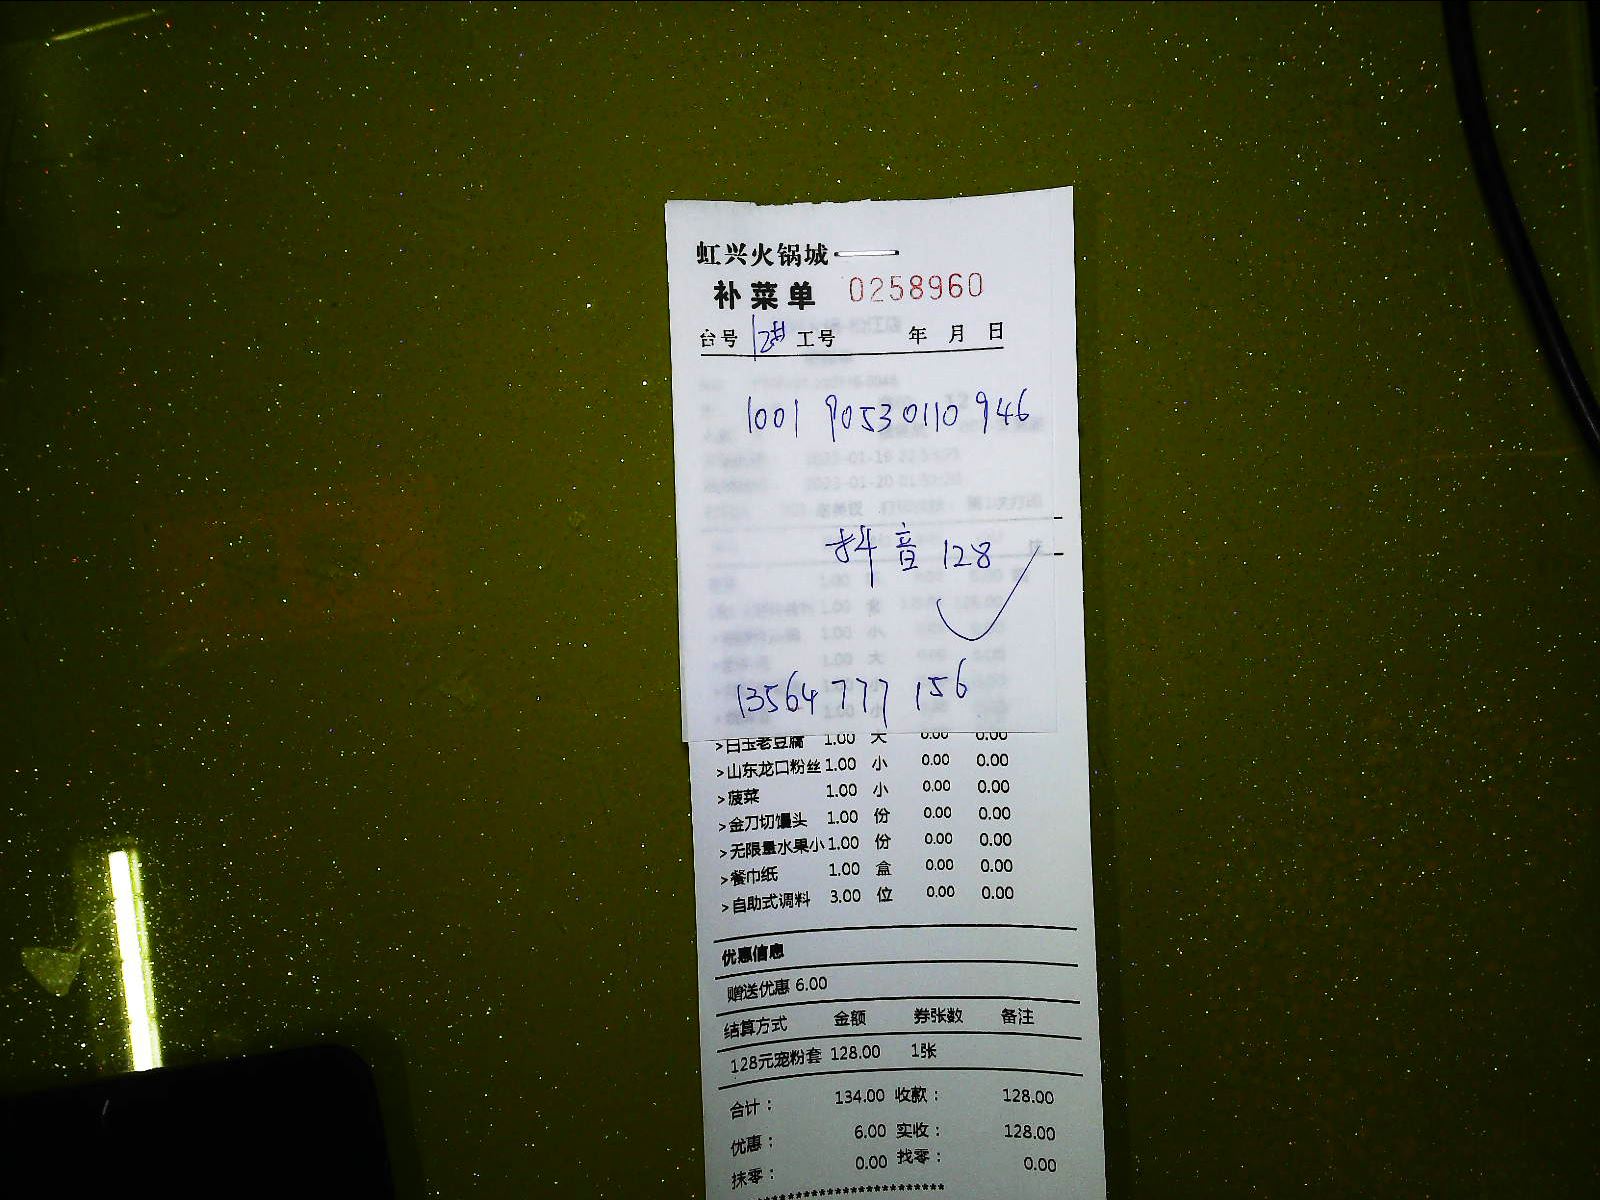 虹兴火锅城
补菜单 0258960
台号 12# 工号 年 月 日
1001 90530110 946
抖音 128
13564 777 156
>白玉老豆腐 1.00 大 0.00 0.00
>山东龙口粉丝 1.00 小 0.00 0.00
>菠菜 1.00 小 0.00 0.00
>金刀切馒头 1.00 份 0.00 0.00
>无限量水果小 1.00 份 0.00 0.00
>餐巾纸 1.00 盒 0.00 0.00
>自助式调料 3.00 位 0.00 0.00
优惠信息
赠送优惠 6.00
结算方式 金额 券张数 备注
128元宠粉套 128.00 1张
合计： 134.00 收款： 128.00
优惠： 6.00 实收： 128.00
抹零： 0.00 找零： 0.00